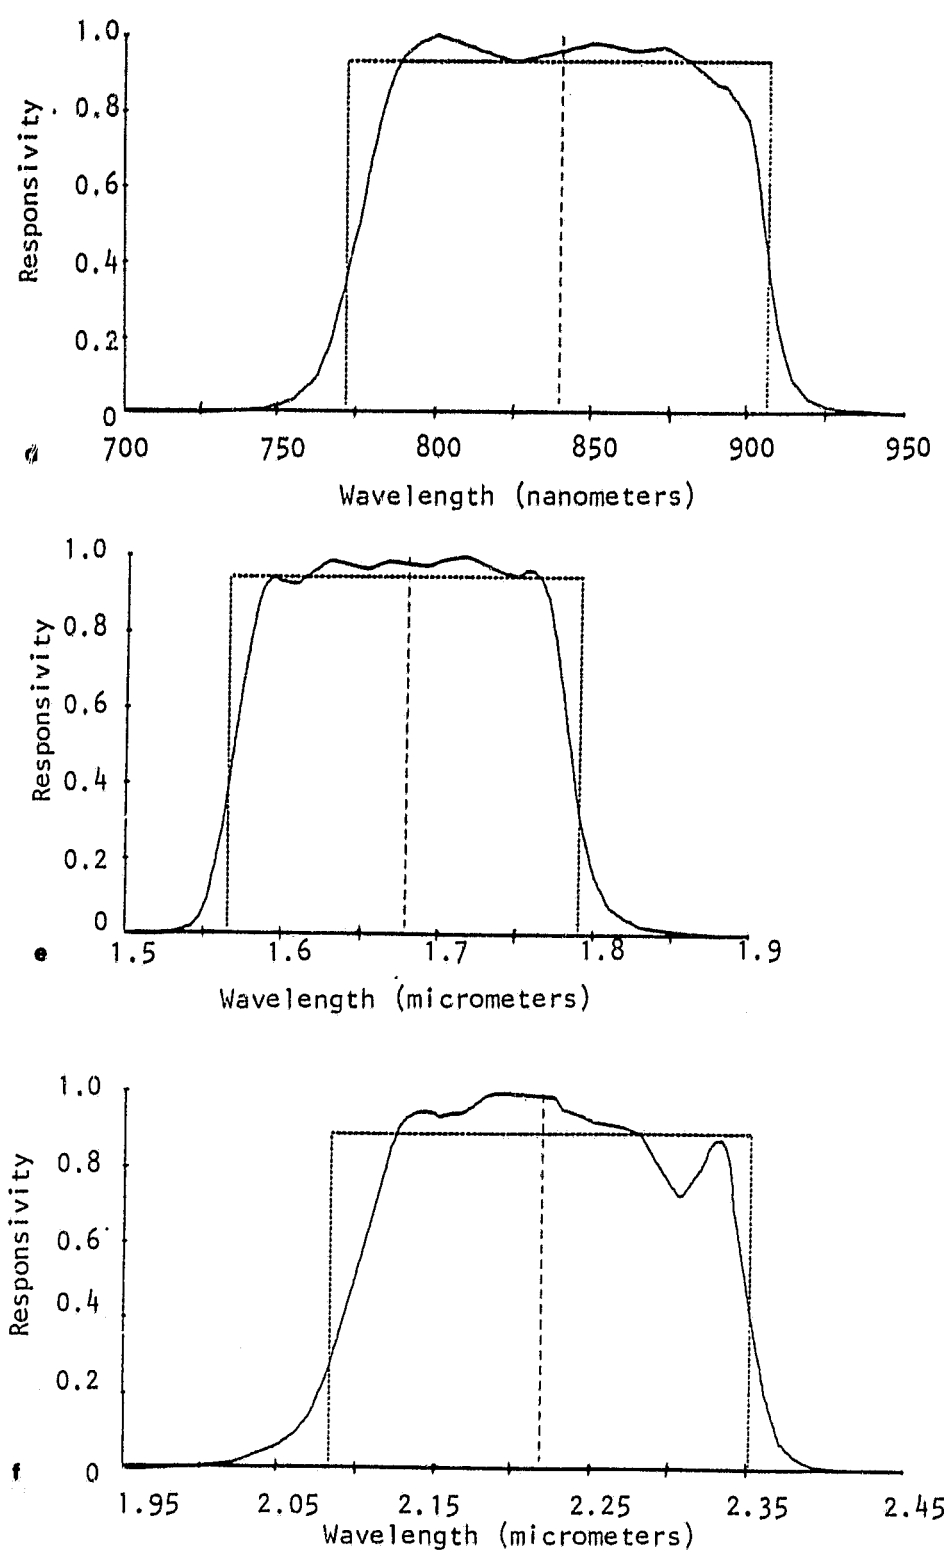 1.0
0.8
0.6
0.4
0.2
0
Responsivity
700 750 800 850 900 950
d
Wavelength (nanometers)
1.0
0.8
0.6
0.4
0.2
0
Responsivity
1.5 1.6 1.7 1.8 1.9
e
Wavelength (micrometers)
1.0
0.8
0.6
0.4
0.2
0
Responsivity
f
1.95 2.05 2.15 2.25 2.35 2.45
Wavelength (micrometers)